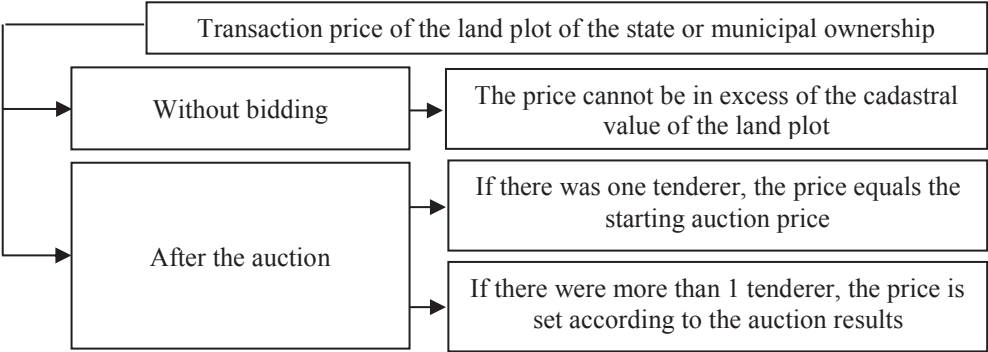 Transaction price of the land plot of the state or municipal ownership
Without bidding
The price cannot be in excess of the cadastral
value of the land plot
After the auction
If there was one tenderer, the price equals the
starting auction price
If there were more than 1 tenderer, the price is
set according to the auction results